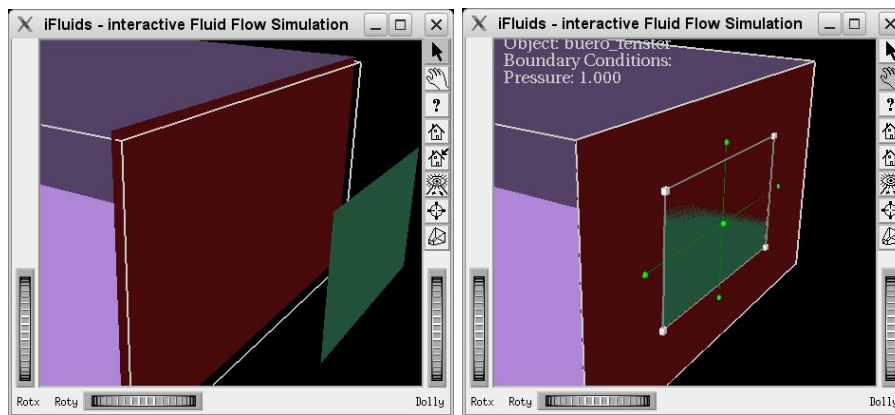 X iFluids - interactive Fluid Flow Simulation
?
Rotx Roty Dolly
X iFluids - interactive Fluid Flow Simulation
Object: buero_fenster
Boundary Conditions:
Pressure: 1.000
?
Rotx Roty Dolly